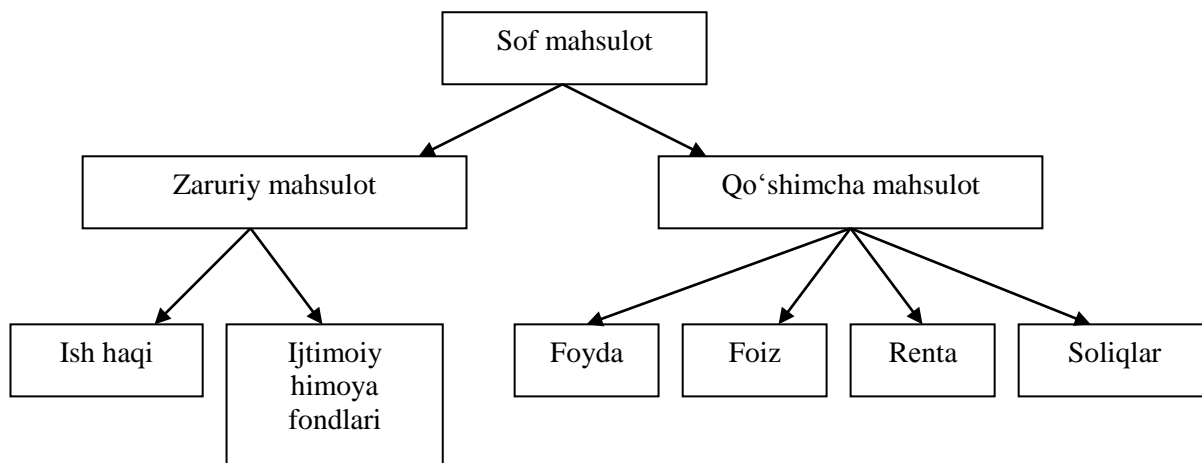 Sof mahsulot
Zaruriy mahsulot
Qo‘shimcha mahsulot
Ish haqi
Ijtimoiy
himoya
fondlari
Foyda
Foiz
Renta
Soliqlar